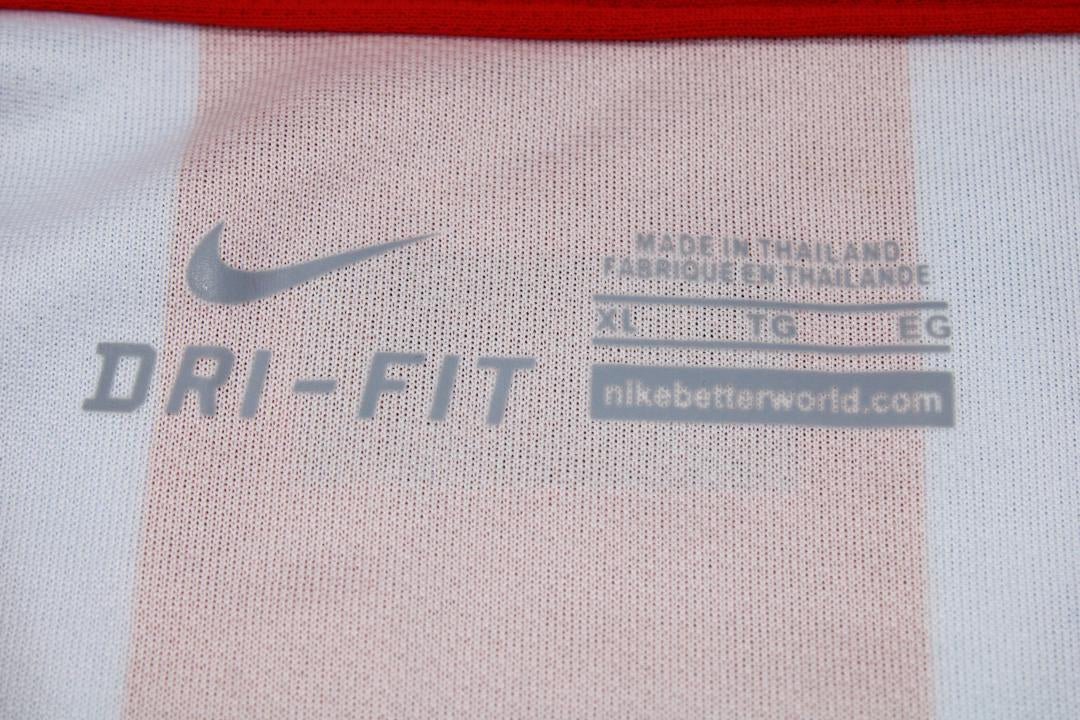 DRI-FIT
MADE IN THAILAND
FABRIQUE EN THAILANDE
XL TG EG
nikebetterworld.com